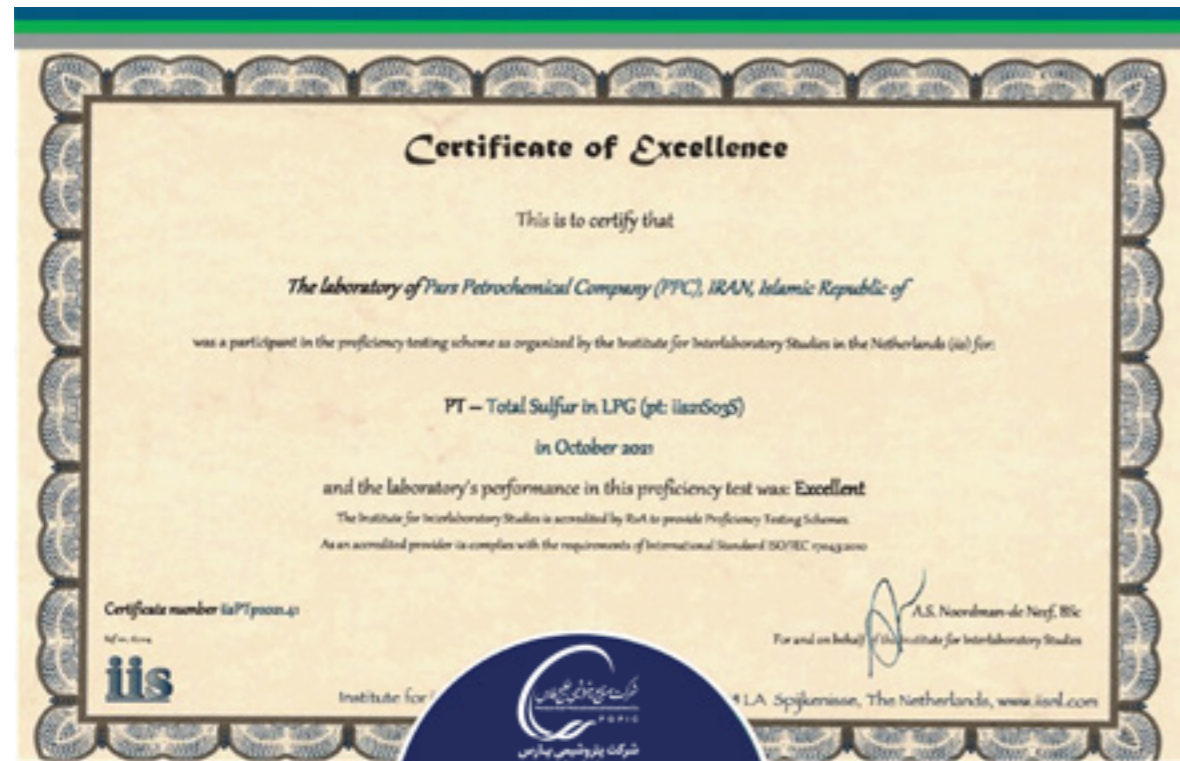 Certificate of Excellence
This is to certify that
The laboratory of Pars Petrochemical Company (PPC), IRAN, Islamic Republic of
was a participant in the proficiency testing scheme as organized by the Institute for Interlaboratory Studies in the Netherlands (iis) for:
PT – Total Sulfur in LPG (pt: iis21S03S)
in October 2021
and the laboratory's performance in this proficiency test was: Excellent
The Institute for Interlaboratory Studies is accredited by RvA to provide Proficiency Testing Schemes.
As an accredited provider iis complies with the requirements of International Standard ISO/IEC 17043:2010
Certificate number
A.S. Noordman-de Neef, BSc
For and on behalf of the Institute for Interlaboratory Studies
iis
Institute for
LA Spijkenisse, The Netherlands, www.iisnl.com
PGPIC
شرکت پتروشیمی پارس